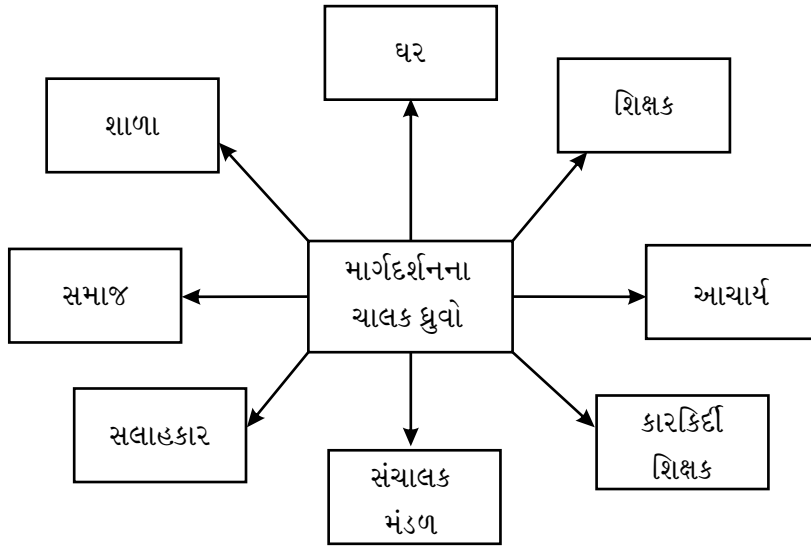 ઘર
શિક્ષક
શાળા
માર્ગદર્શનના
ચાલક ધ્રુવો
સમાજ
આચાર્ય
સલાહકાર
કારકિર્દી
શિક્ષક
સંચાલક
મંડળ